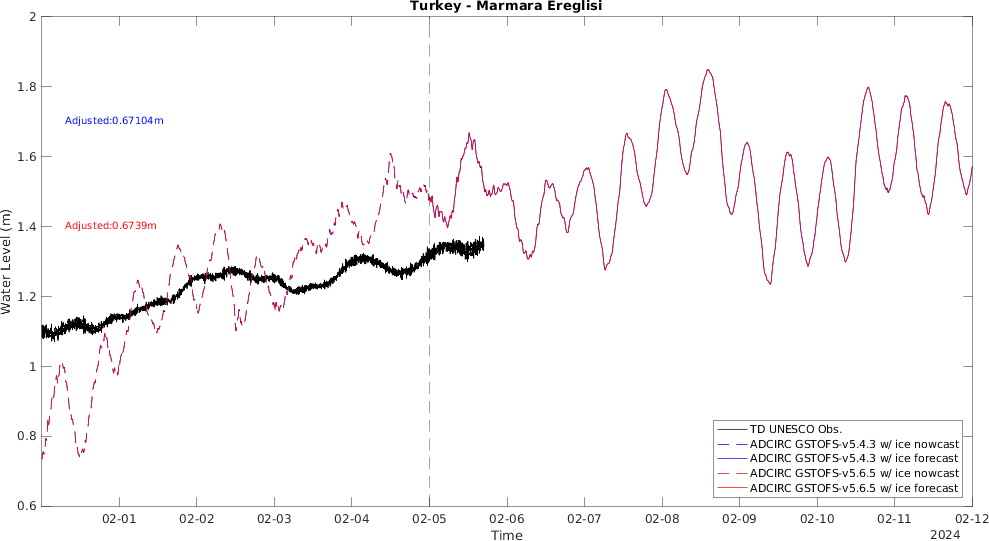 Turkey - Marmara Ereglisi
2
1.8
1.6
1.4
1.2
1
0.8
0.6
Water Level (m)
Adjusted:0.67104m
Adjusted:0.6739m
TD UNESCO Obs.
ADCIRC GSTOFS-v5.4.3 w/ ice nowcast
ADCIRC GSTOFS-v5.4.3 w/ ice forecast
ADCIRC GSTOFS-v5.6.5 w/ ice nowcast
ADCIRC GSTOFS-v5.6.5 w/ ice forecast
02-01 02-02 02-03 02-04 02-05 02-06 02-07 02-08 02-09 02-10 02-11 02-12
Time
2024